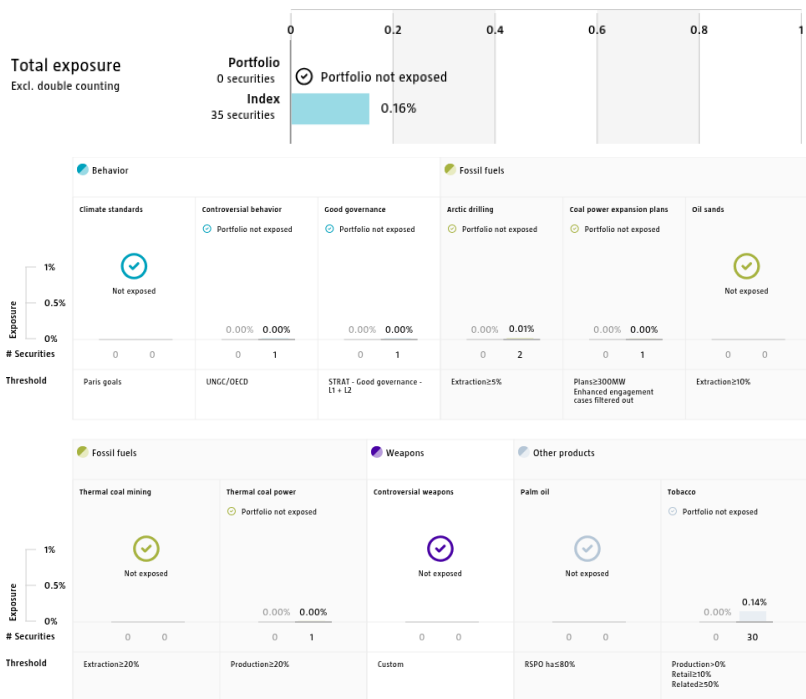 0 0.2 0.4 0.6 0.8 1
Total exposure
Excl. double counting
Portfolio
0 securities
Portfolio not exposed
Index
35 securities
0.16%
Behavior Fossil fuels
Climate standards Controversial behavior Good governance Arctic drilling Coal power expansion plans Oil sands
Portfolio not exposed Portfolio not exposed Portfolio not exposed Portfolio not exposed
Not exposed Not exposed
Exposure
1%
0.5%
0%
0.00% 0.00% 0.00% 0.00% 0.00% 0.01% 0.00% 0.00%
# Securities 0 0 0 1 0 1 0 2 0 1 0 0
Threshold Paris goals UNGC/OECD STRAT - Good governance - Extraction≥5% Plans≥300MW Extraction≥10%
L1 + L2 Enhanced engagement
cases filtered out
Fossil fuels Weapons Other products
Thermal coal mining Thermal coal power Controversial weapons Palm oil Tobacco
Portfolio not exposed Portfolio not exposed
Not exposed Not exposed Not exposed
Exposure
1%
0.5%
0%
0.00% 0.00% 0.00% 0.14%
# Securities 0 0 0 1 0 0 0 0 0 30
Threshold Extraction≥20% Production≥20% Custom RSPO ha≤80% Production>0%
Retail≥10%
Related≥50%